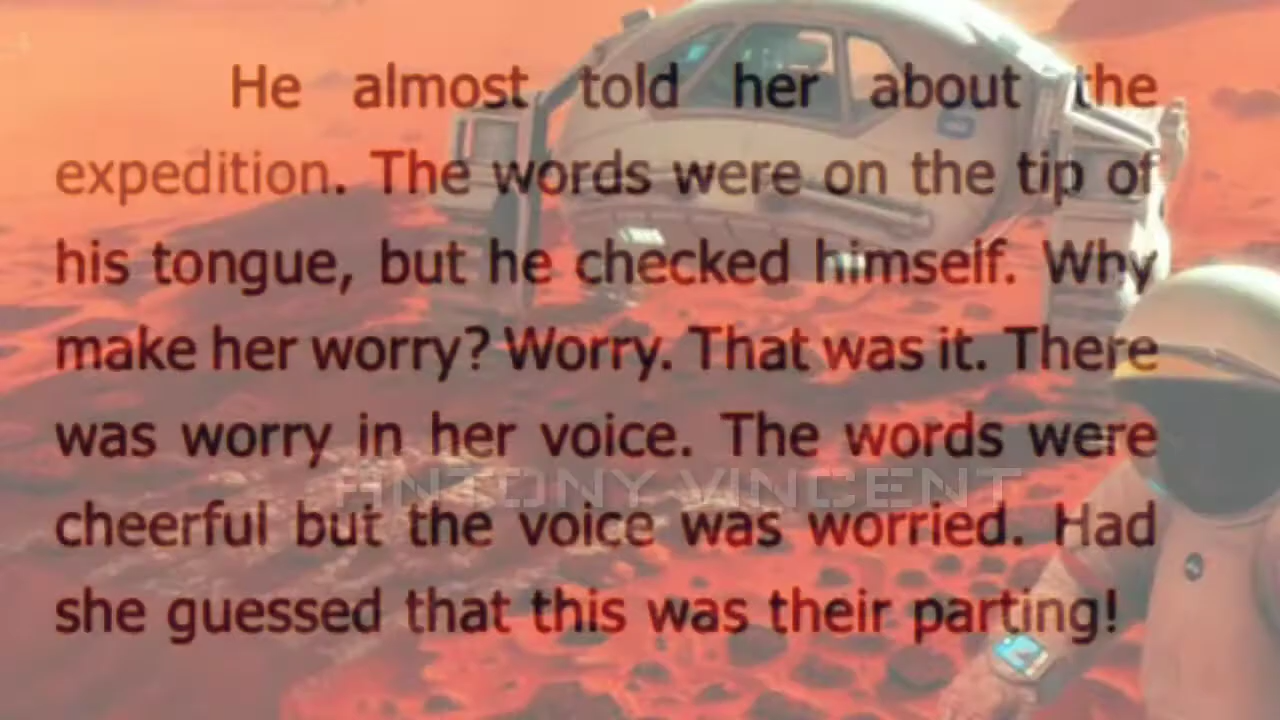 He almost told her about the
expedition. The words were on the tip of
his tongue, but he checked himself. Why
make her worry? Worry. That was it. There
was worry in her voice. The words were
ANTONY VINCENT
cheerful but the voice was worried. Had
she guessed that this was their parting!